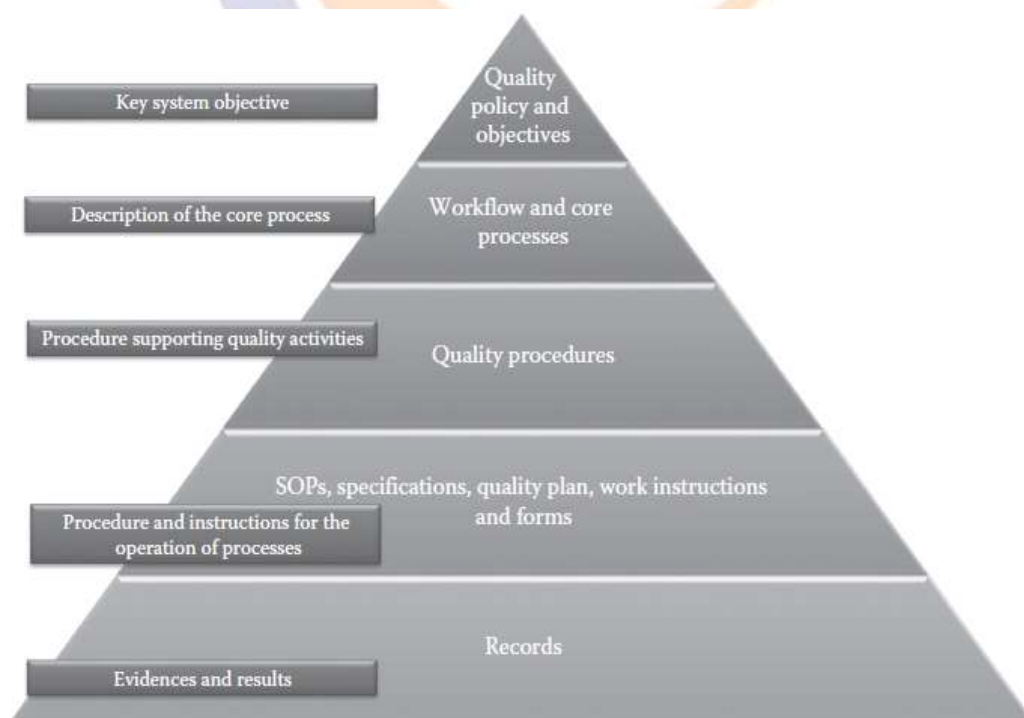 Key system objective
Quality
policy and
objectives
Description of the core process
Workflow and core
processes
Procedure supporting quality activities
Quality procedures
SOPs, specifications, quality plan, work instructions
and forms
Procedure and instructions for the
operation of processes
Records
Evidences and results